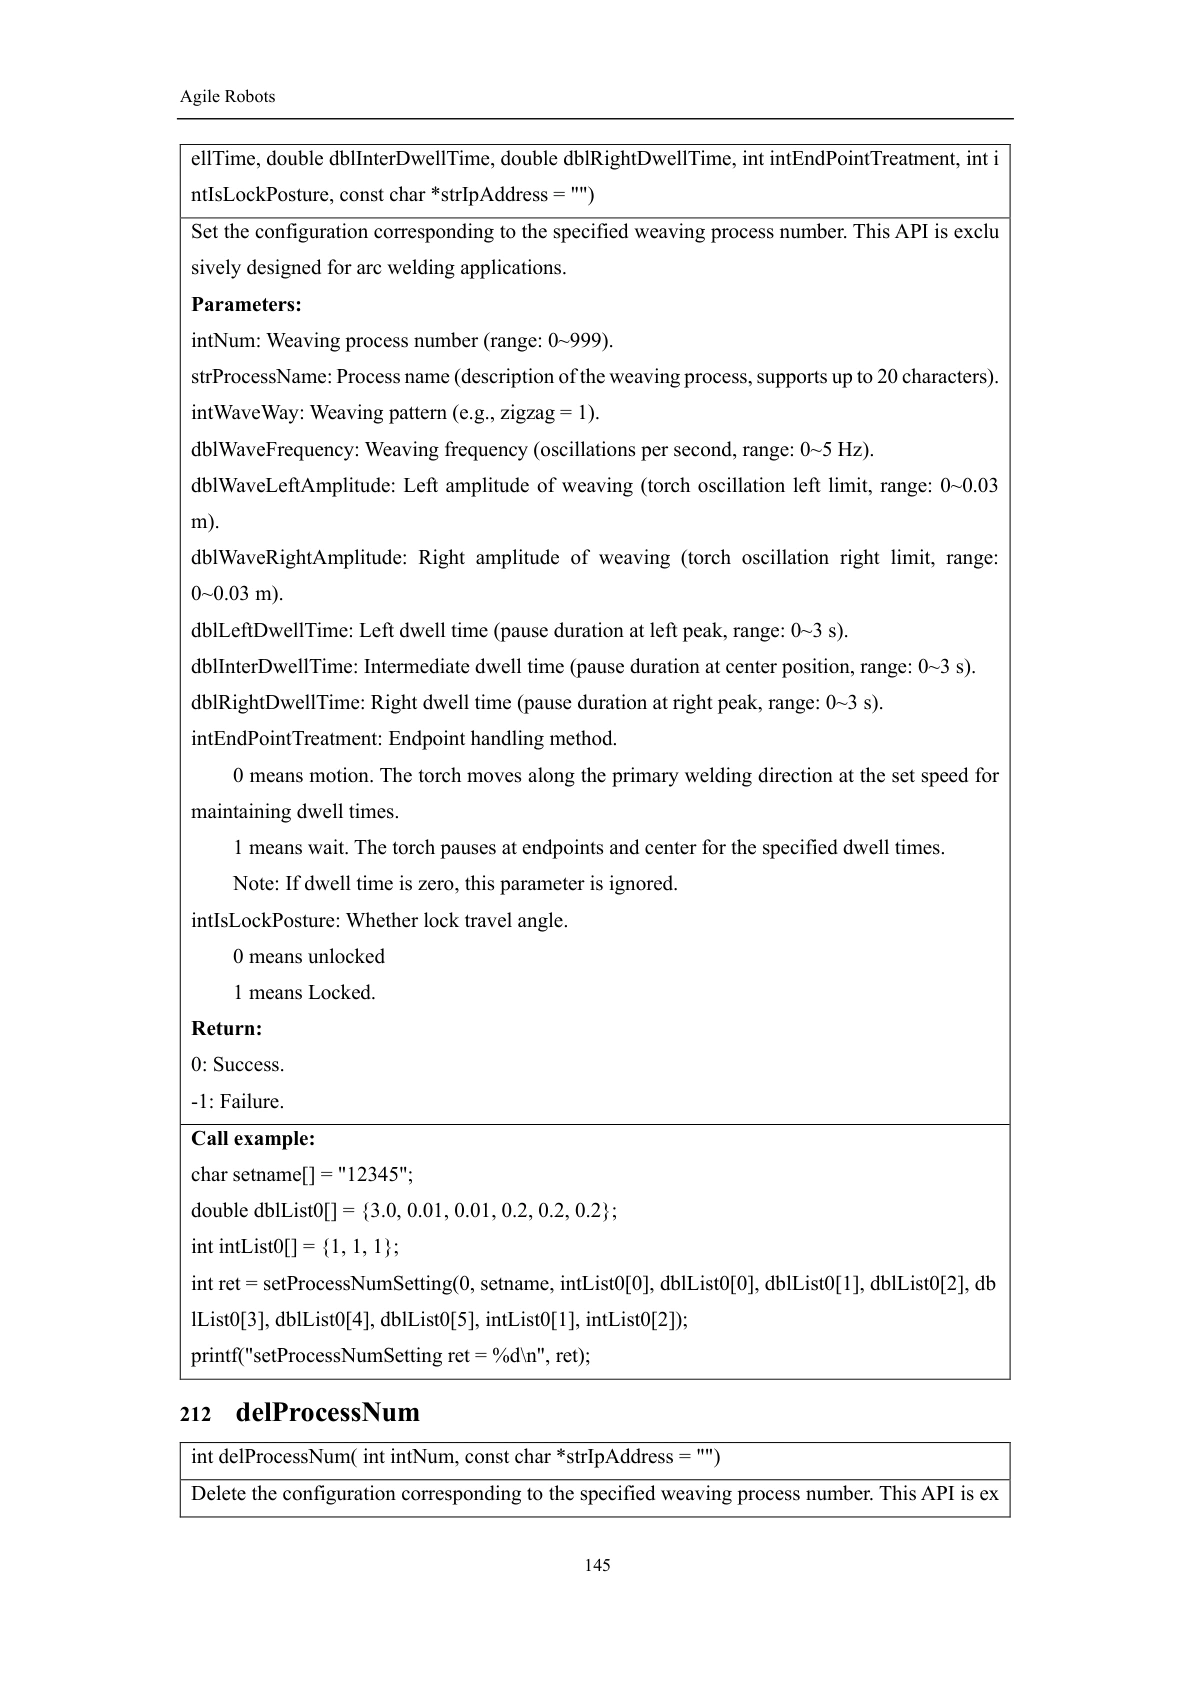 Agile Robots
ellTime, double dblInterDwellTime, double dblRightDwellTime, int intEndPointTreatment, int i
ntIsLockPosture, const char *strIpAddress = "")
Set the configuration corresponding to the specified weaving process number. This API is exclu
sively designed for arc welding applications.
Parameters:
intNum: Weaving process number (range: 0~999).
strProcessName: Process name (description of the weaving process, supports up to 20 characters).
intWaveWay: Weaving pattern (e.g., zigzag = 1).
dblWaveFrequency: Weaving frequency (oscillations per second, range: 0~5 Hz).
dblWaveLeftAmplitude: Left amplitude of weaving (torch oscillation left limit, range: 0~0.03
m).
dblWaveRightAmplitude: Right amplitude of weaving (torch oscillation right limit, range:
0~0.03 m).
dblLeftDwellTime: Left dwell time (pause duration at left peak, range: 0~3 s).
dblInterDwellTime: Intermediate dwell time (pause duration at center position, range: 0~3 s).
dblRightDwellTime: Right dwell time (pause duration at right peak, range: 0~3 s).
intEndPointTreatment: Endpoint handling method.
0 means motion. The torch moves along the primary welding direction at the set speed for
maintaining dwell times.
1 means wait. The torch pauses at endpoints and center for the specified dwell times.
Note: If dwell time is zero, this parameter is ignored.
intIsLockPosture: Whether lock travel angle.
0 means unlocked
1 means Locked.
Return:
0: Success.
-1: Failure.
Call example:
char setname[] = "12345";
double dblList0[] = {3.0, 0.01, 0.01, 0.2, 0.2, 0.2};
int intList0[] = {1, 1, 1};
int ret = setProcessNumSetting(0, setname, intList0[0], dblList0[0], dblList0[1], dblList0[2], db
lList0[3], dblList0[4], dblList0[5], intList0[1], intList0[2]);
printf("setProcessNumSetting ret = %d\n", ret);
212 delProcessNum
int delProcessNum( int intNum, const char *strIpAddress = "")
Delete the configuration corresponding to the specified weaving process number. This API is ex
145